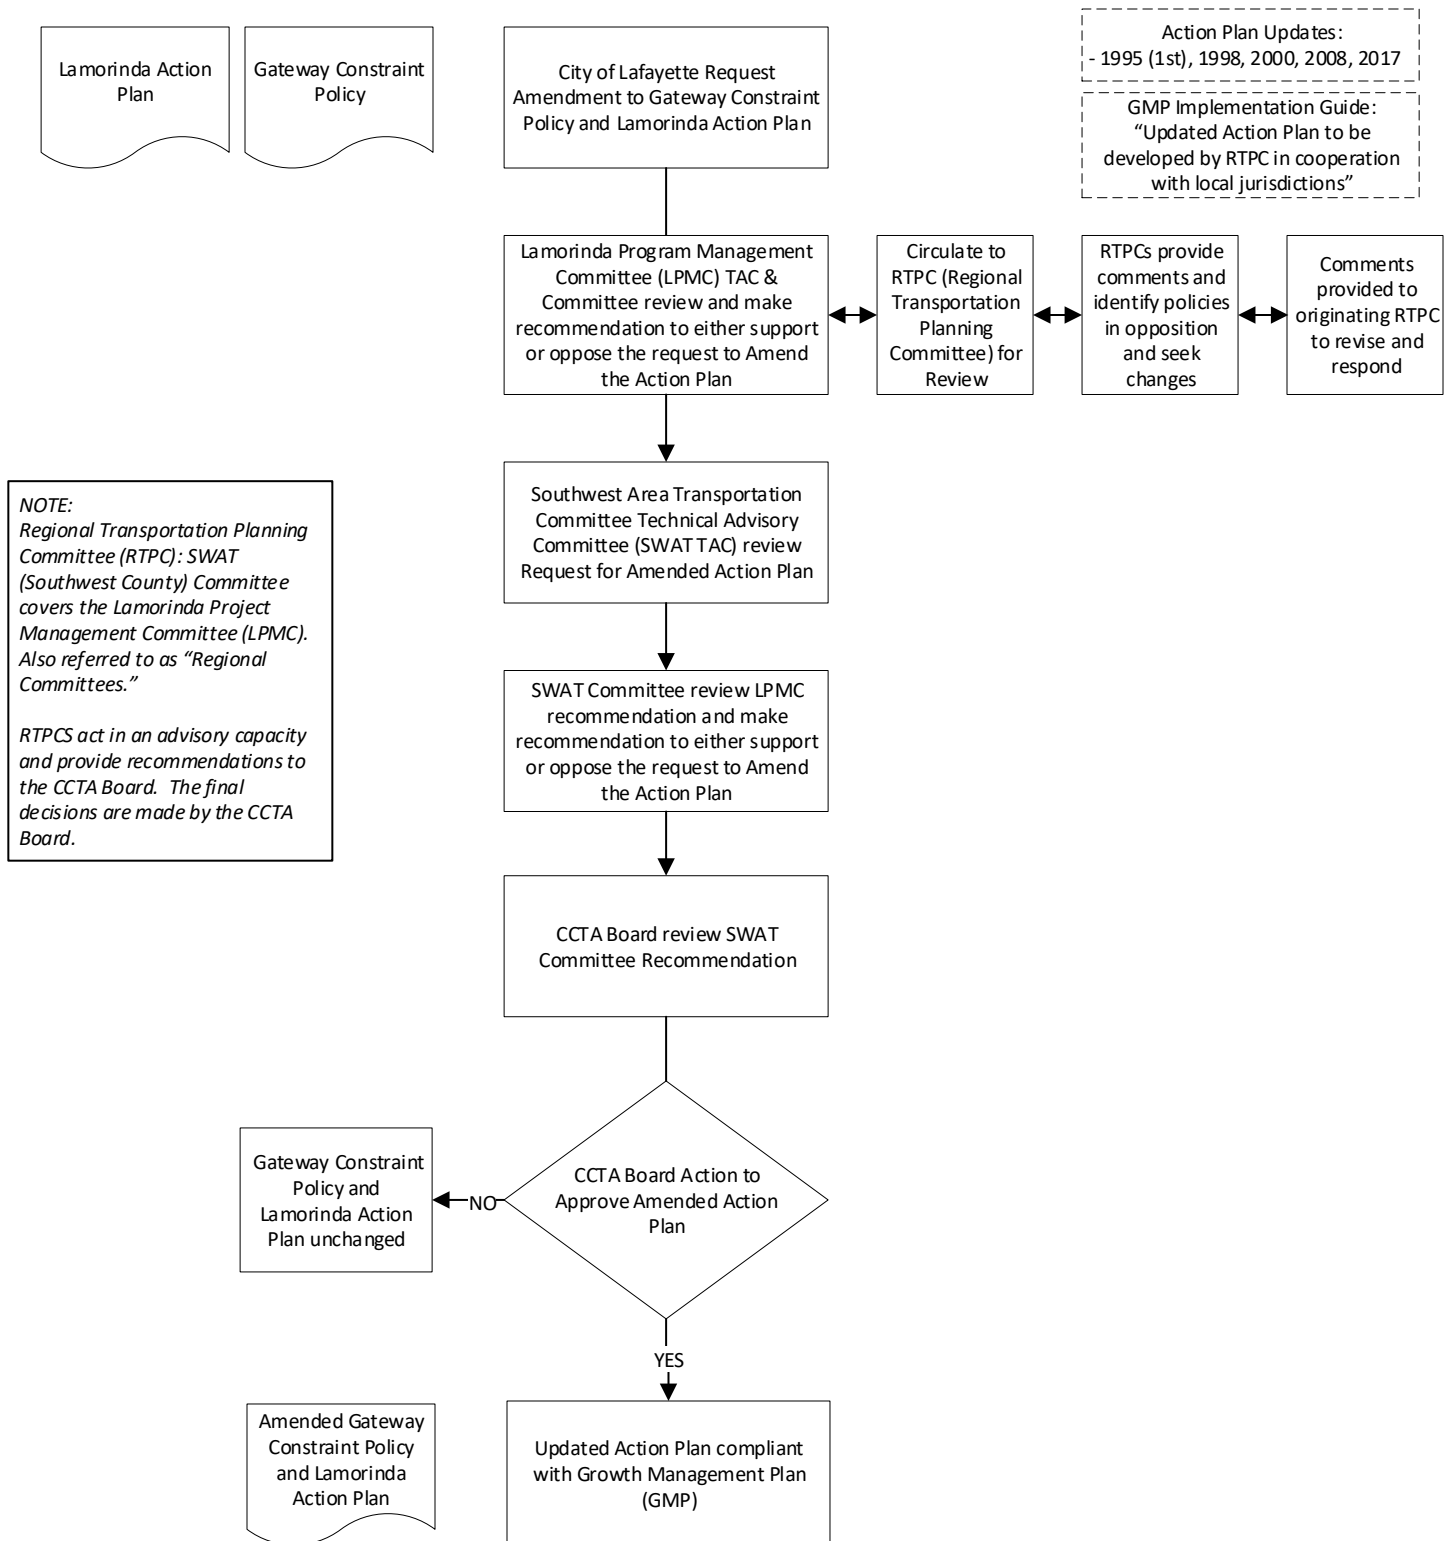 Lamorinda Action
Plan
Gateway Constraint
Policy
City of Lafayette Request
Amendment to Gateway Constraint
Policy and Lamorinda Action Plan
Action Plan Updates:
- 1995 (1st), 1998, 2000, 2008, 2017
GMP Implementation Guide:
“Updated Action Plan to be
developed by RTPC in cooperation
with local jurisdictions”
Lamorinda Program Management
Committee (LPMC) TAC &
Committee review and make
recommendation to either support
or oppose the request to Amend
the Action Plan
Circulate to
RTPC (Regional
Transportation
Planning
Committee) for
Review
RTPCs provide
comments and
identify policies
in opposition
and seek
changes
Comments
provided to
originating RTPC
to revise and
respond
Southwest Area Transportation
Committee Technical Advisory
Committee (SWAT TAC) review
Request for Amended Action Plan
NOTE:
Regional Transportation Planning
Committee (RTPC): SWAT
(Southwest County) Committee
covers the Lamorinda Project
Management Committee (LPMC).
Also referred to as “Regional
Committees.”
RTPCS act in an advisory capacity
and provide recommendations to
the CCTA Board. The final
decisions are made by the CCTA
Board.
SWAT Committee review LPMC
recommendation and make
recommendation to either support
or oppose the request to Amend
the Action Plan
CCTA Board review SWAT
Committee Recommendation
CCTA Board Action to
Approve Amended Action
Plan
NO
Gateway Constraint
Policy and
Lamorinda Action
Plan unchanged
YES
Amended Gateway
Constraint Policy
and Lamorinda
Action Plan
Updated Action Plan compliant
with Growth Management Plan
(GMP)